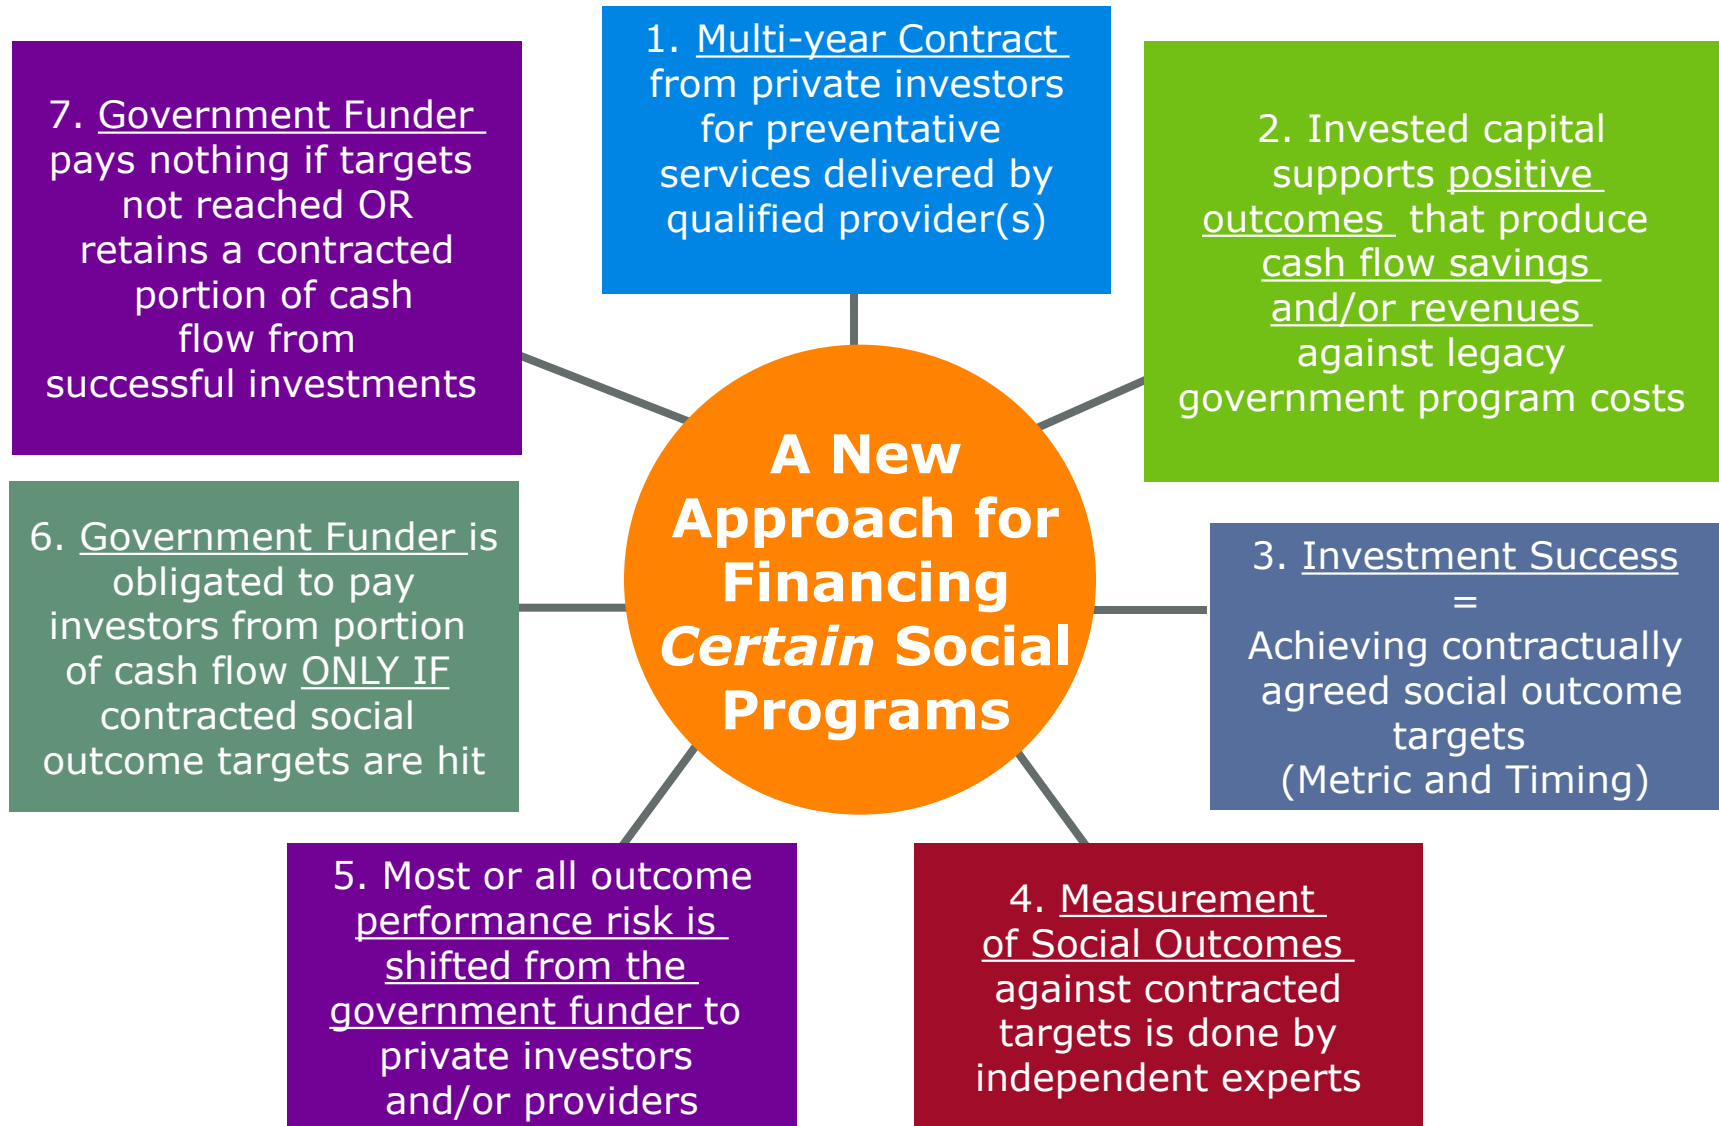 1. Multi-year Contract
from private investors
for preventative
services delivered by
qualified provider(s)
2. Invested capital
supports positive
outcomes that produce
cash flow savings
and/or revenues
against legacy
government program costs
3. Investment Success
=
Achieving contractually
agreed social outcome
targets
(Metric and Timing)
4. Measurement
of Social Outcomes
against contracted
targets is done by
independent experts
5. Most or all outcome
performance risk is
shifted from the
government funder to
private investors
and/or providers
6. Government Funder is
obligated to pay
investors from portion
of cash flow ONLY IF
contracted social
outcome targets are hit
7. Government Funder
pays nothing if targets
not reached OR
retains a contracted
portion of cash
flow from
successful investments
A New
Approach for
Financing
Certain Social
Programs